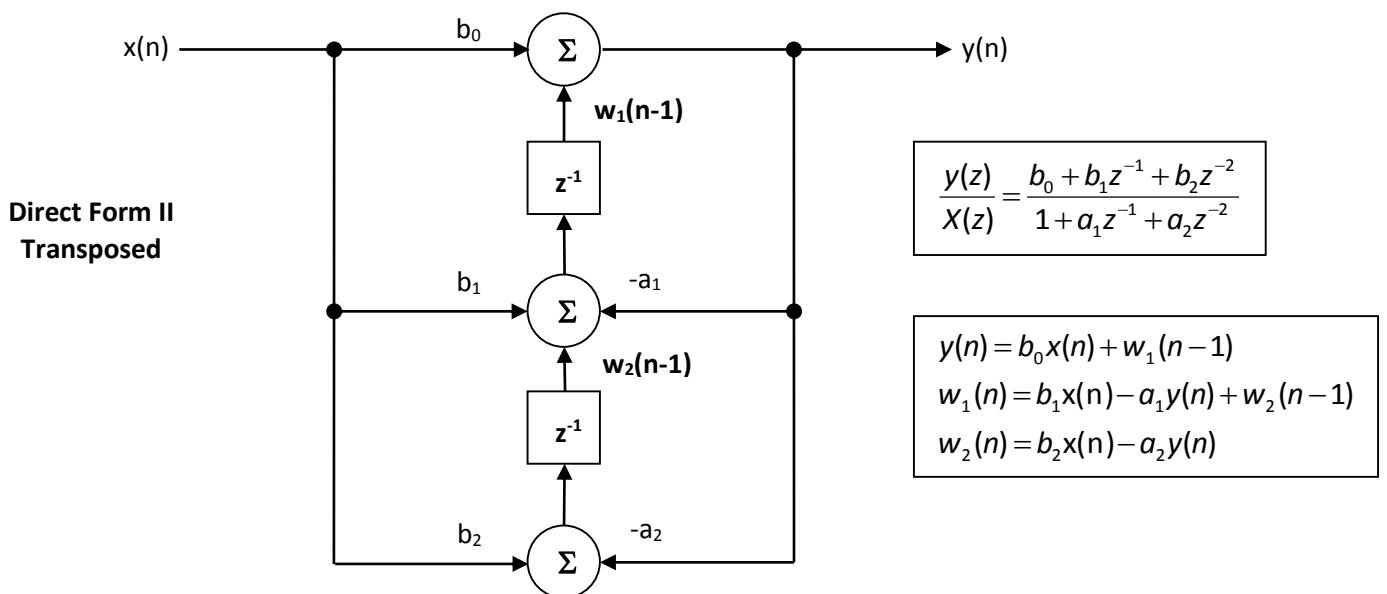 x(n) b₀ Σ y(n)
w₁(n-1)
z⁻¹
Direct Form II
Transposed
b₁ Σ -a₁
w₂(n-1)
z⁻¹
b₂ Σ -a₂
y(z)/X(z) = (b₀ + b₁z⁻¹ + b₂z⁻²)/(1 + a₁z⁻¹ + a₂z⁻²)
y(n) = b₀x(n) + w₁(n−1)
w₁(n) = b₁x(n) − a₁y(n) + w₂(n−1)
w₂(n) = b₂x(n) − a₂y(n)